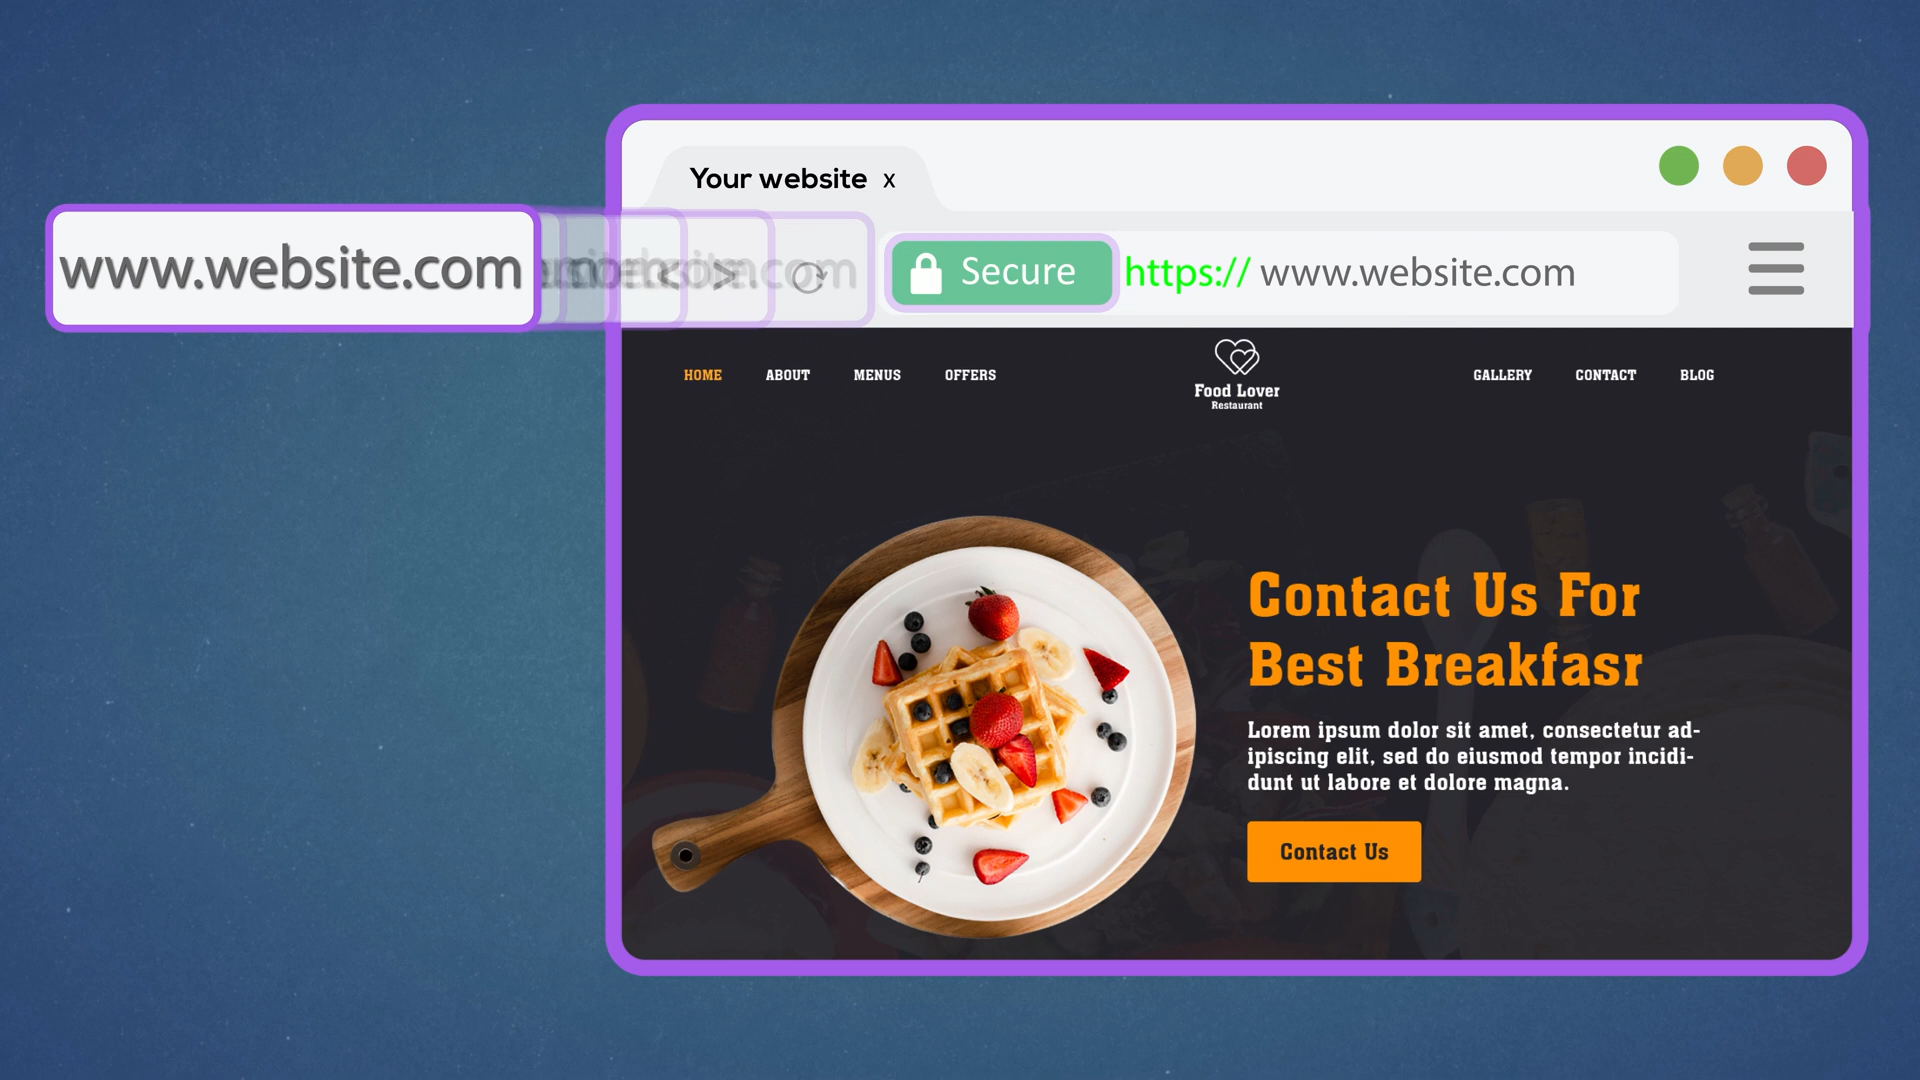 Your website x
www.website.com
Secure https:// www.website.com
HOME ABOUT MENUS OFFERS
Food Lover
Restaurant
GALLERY CONTACT BLOG
Contact Us For
Best Breakfasr
Lorem ipsum dolor sit amet, consectetur ad-
ipiscing elit, sed do eiusmod tempor incidi-
dunt ut labore et dolore magna.
Contact Us